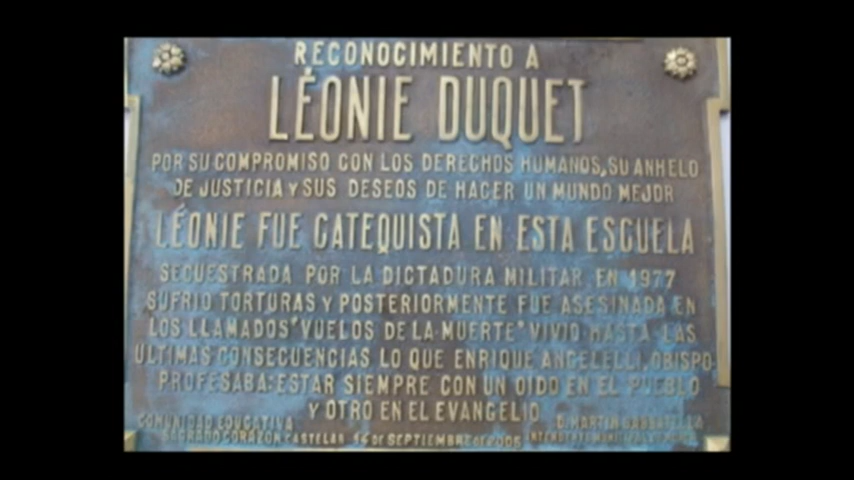 RECONOCIMIENTO A
LÉONIE DUQUET
POR SU COMPROMISO CON LOS DERECHOS HUMANOS, SU ANHELO
DE JUSTICIA Y SUS DESEOS DE HACER UN MUNDO MEJOR
LÉONIE FUE CATEQUISTA EN ESTA ESCUELA
SECUESTRADA POR LA DICTADURA MILITAR EN 1977
SUFRIO TORTURAS Y POSTERIORMENTE FUE ASESINADA EN
LOS LLAMADOS "VUELOS DE LA MUERTE" VIVIO HASTA LAS
ULTIMAS CONSECUENCIAS LO QUE ENRIQUE ANGELELLI, OBISPO
PROFESABA: ESTAR SIEMPRE CON UN OIDO EN EL PUEBLO
Y OTRO EN EL EVANGELIO
COMUNIDAD EDUCATIVA
SAGRADO CORAZON CASTELAR 14 DE SEPTIEMBRE DE 2005
D. MARTIN SABBATELLA
INTENDENTE